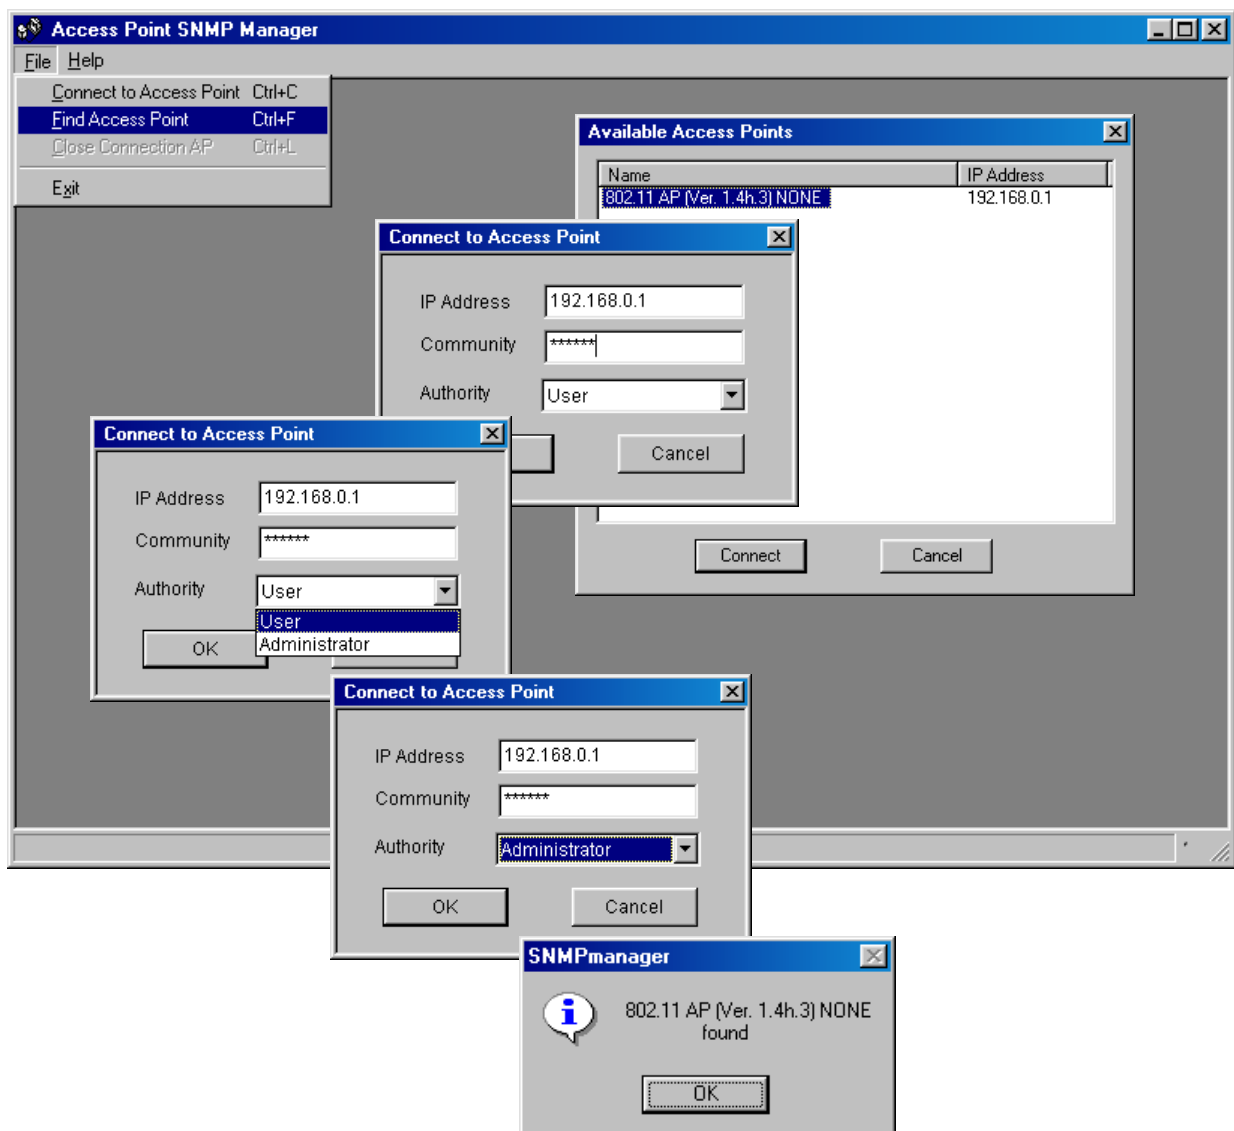 Access Point SNMP Manager
File Help
Connect to Access Point Ctrl+C
Find Access Point Ctrl+F
Close Connection AP Ctrl+L
Exit
Available Access Points
Name IP Address
802.11 AP (Ver. 1.4h.3) NONE 192.168.0.1
Connect Cancel
Connect to Access Point
IP Address 192.168.0.1
Community ******
Authority User
Cancel
Connect to Access Point
IP Address 192.168.0.1
Community ******
Authority User
User
Administrator
OK
Connect to Access Point
IP Address 192.168.0.1
Community ******
Authority Administrator
OK Cancel
SNMPmanager
802.11 AP (Ver. 1.4h.3) NONE
found
OK